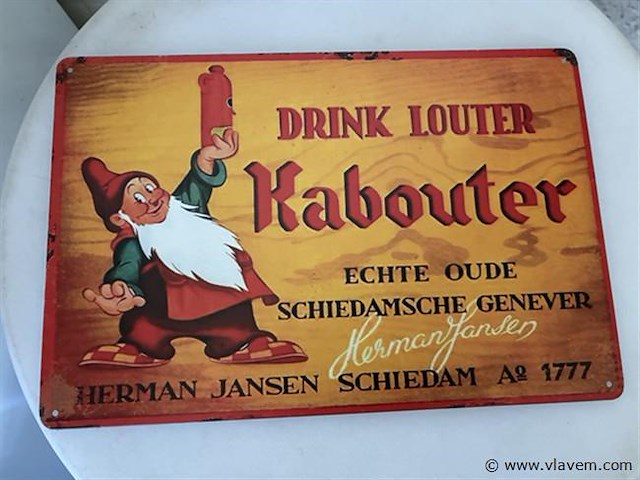 DRINK LOUTER
Kabouter
ECHTE OUDE
SCHIEDAMSCHE GENEVER
Herman Jansen
HERMAN JANSEN SCHIEDAM Aº 1777
© www.vlavem.com